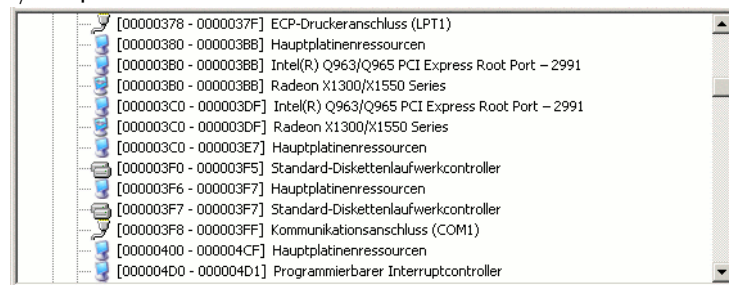 [00000378 - 0000037F] ECP-Druckeranschluss (LPT1)
[00000380 - 000003BB] Hauptplatinenressourcen
[000003B0 - 000003BB] Intel(R) Q963/Q965 PCI Express Root Port – 2991
[000003B0 - 000003BB] Radeon X1300/X1550 Series
[000003C0 - 000003DF] Intel(R) Q963/Q965 PCI Express Root Port – 2991
[000003C0 - 000003DF] Radeon X1300/X1550 Series
[000003C0 - 000003E7] Hauptplatinenressourcen
[000003F0 - 000003F5] Standard-Diskettenlaufwerkcontroller
[000003F6 - 000003F7] Hauptplatinenressourcen
[000003F7 - 000003F7] Standard-Diskettenlaufwerkcontroller
[000003F8 - 000003FF] Kommunikationsanschluss (COM1)
[00000400 - 000004CF] Hauptplatinenressourcen
[000004D0 - 000004D1] Programmierbarer Interruptcontroller